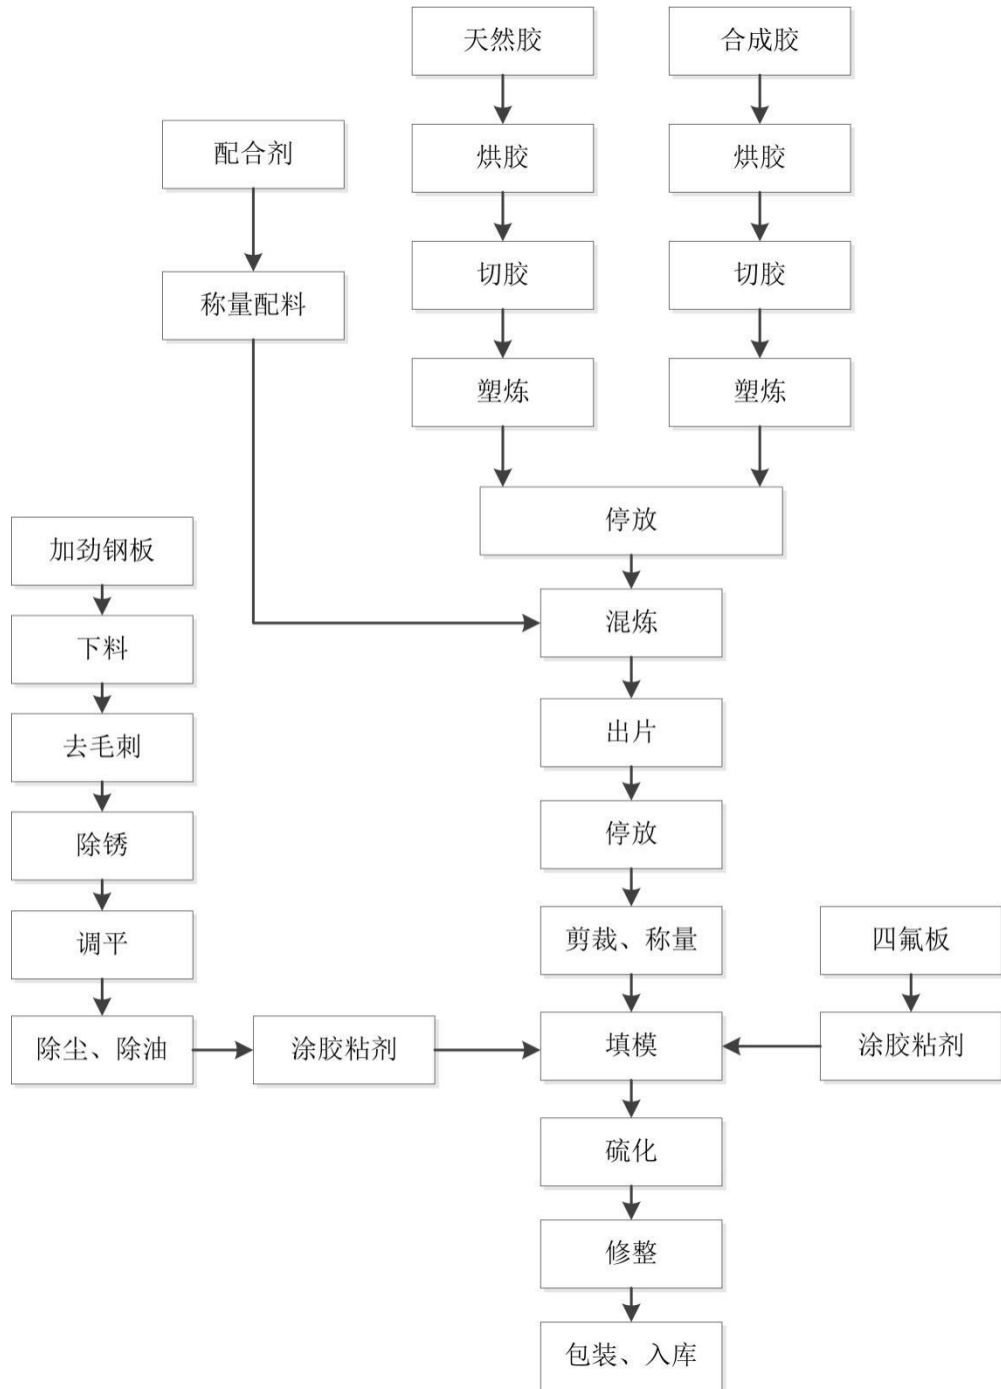 天然胶
合成胶
配合剂
烘胶
烘胶
称量配料
切胶
切胶
塑炼
塑炼
停放
加劲钢板
混炼
下料
出片
去毛刺
停放
除锈
剪裁、称量
四氟板
调平
除尘、除油
涂胶粘剂
填模
涂胶粘剂
硫化
修整
包装、入库